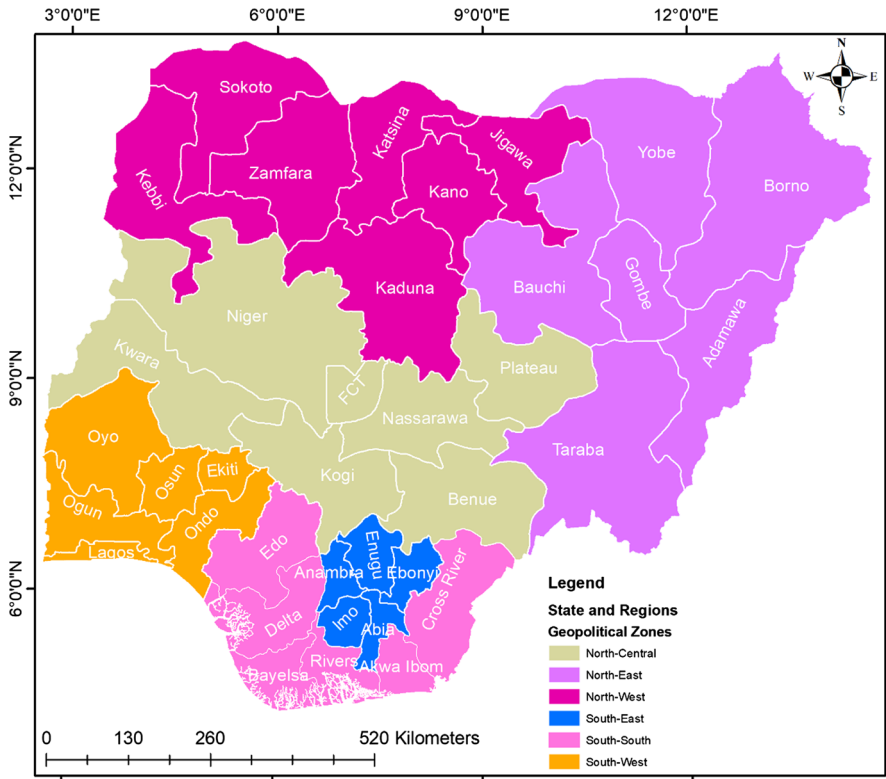 3°0'0"E 6°0'0"E 9°0'0"E 12°0'0"E
N
W E
S
12°0'0"N
9°0'0"N
6°0'0"N
Sokoto
Katsina
Jigawa
Yobe
Zamfara
Kebbi
Kano
Borno
Kaduna
Bauchi
Gombe
Niger
Adamawa
Kwara
FCT
Plateau
Nassarawa
Oyo
Taraba
Osun
Ekiti
Kogi
Benue
Ogun
Ondo
Lagos
Edo
Enugu
Anambra
Ebonyi
Cross River
Delta
Imo
Abia
Rivers
Akwa Ibom
Bayelsa
Legend
State and Regions
Geopolitical Zones
North-Central
North-East
North-West
South-East
South-South
South-West
0 130 260 520 Kilometers